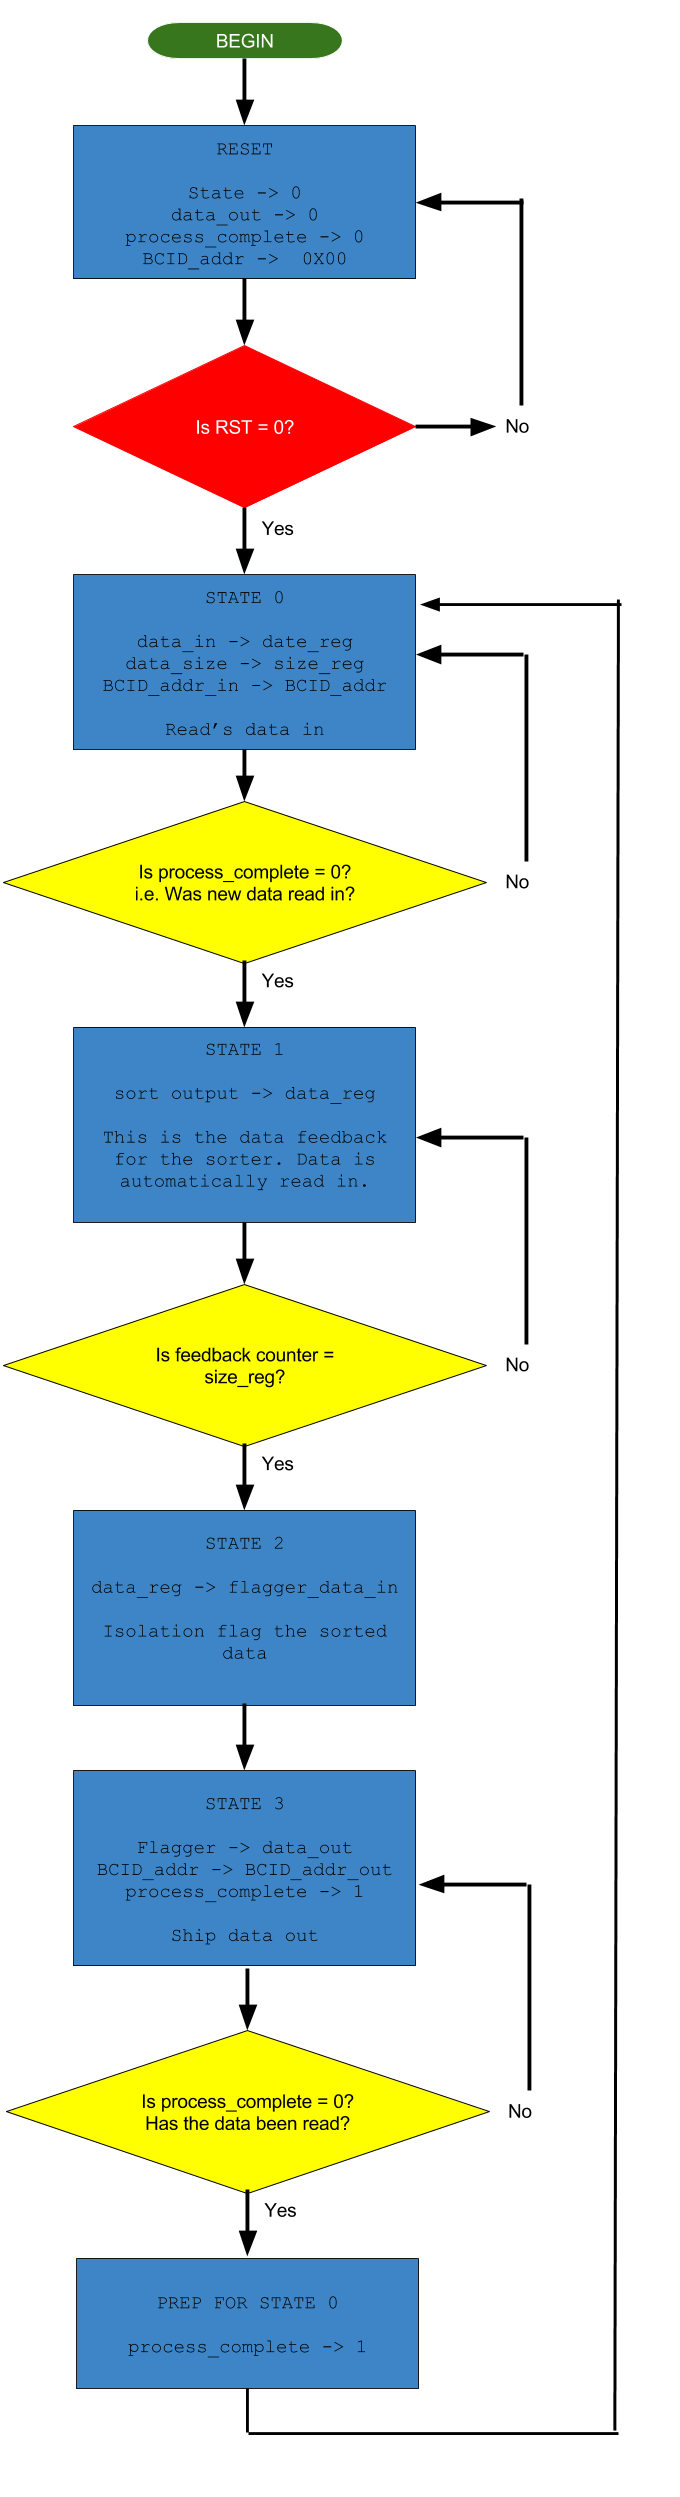 BEGIN
RESET
State -> 0
data_out -> 0
process_complete -> 0
BCID_addr ->  0X00
Is RST = 0?
No
Yes
STATE 0
data_in -> date_reg
data_size -> size_reg
BCID_addr_in -> BCID_addr
Read's data in
Is process_complete = 0?
i.e. Was new data read in?
No
Yes
STATE 1
sort output -> data_reg
This is the data feedback
for the sorter. Data is
automatically read in.
Is feedback counter =
size_reg?
No
Yes
STATE 2
data_reg -> flagger_data_in
Isolation flag the sorted
data
STATE 3
Flagger -> data_out
BCID_addr -> BCID_addr_out
process_complete -> 1
Ship data out
Is process_complete = 0?
Has the data been read?
No
Yes
PREP FOR STATE 0
process_complete -> 1